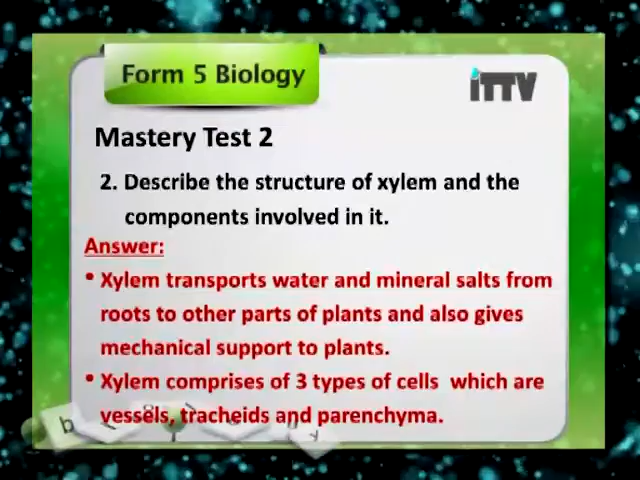 Form 5 Biology
iTTV
Mastery Test 2
2. Describe the structure of xylem and the
components involved in it.
Answer:
• Xylem transports water and mineral salts from
roots to other parts of plants and also gives
mechanical support to plants.
• Xylem comprises of 3 types of cells which are
vessels, tracheids and parenchyma.